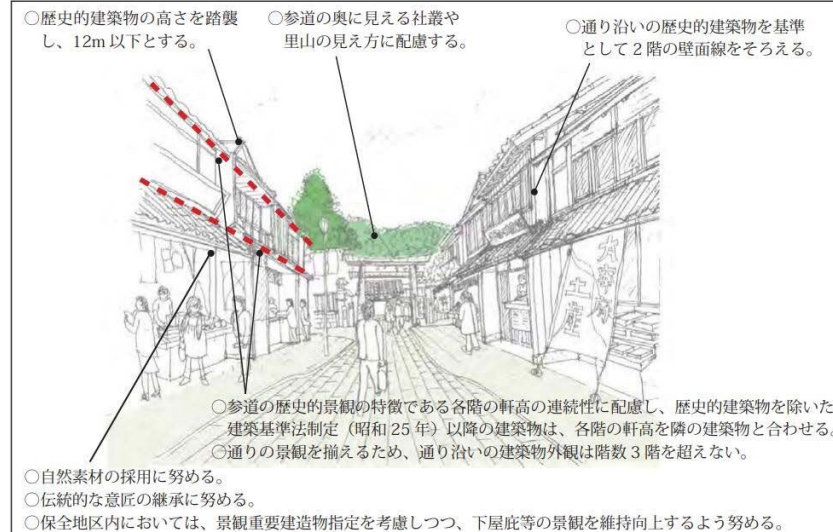 ○歴史的建築物の高さを踏襲
し、12m 以下とする。
○参道の奥に見える社叢や
里山の見え方に配慮する。
○通り沿いの歴史的建築物を基準
として2階の壁面線をそろえる。
太宰府
土産
○参道の歴史的景観の特徴である各階の軒高の連続性に配慮し、歴史的建築物を除いた
建築基準法制定（昭和 25 年）以降の建築物は、各階の軒高を隣の建築物と合わせる。
○通りの景観を揃えるため、通り沿いの建築物外観は階数3階を超えない。
○自然素材の採用に努める。
○伝統的な意匠の継承に努める。
○保全地区内においては、景観重要建造物指定を考慮しつつ、下屋庇等の景観を維持向上するよう努める。